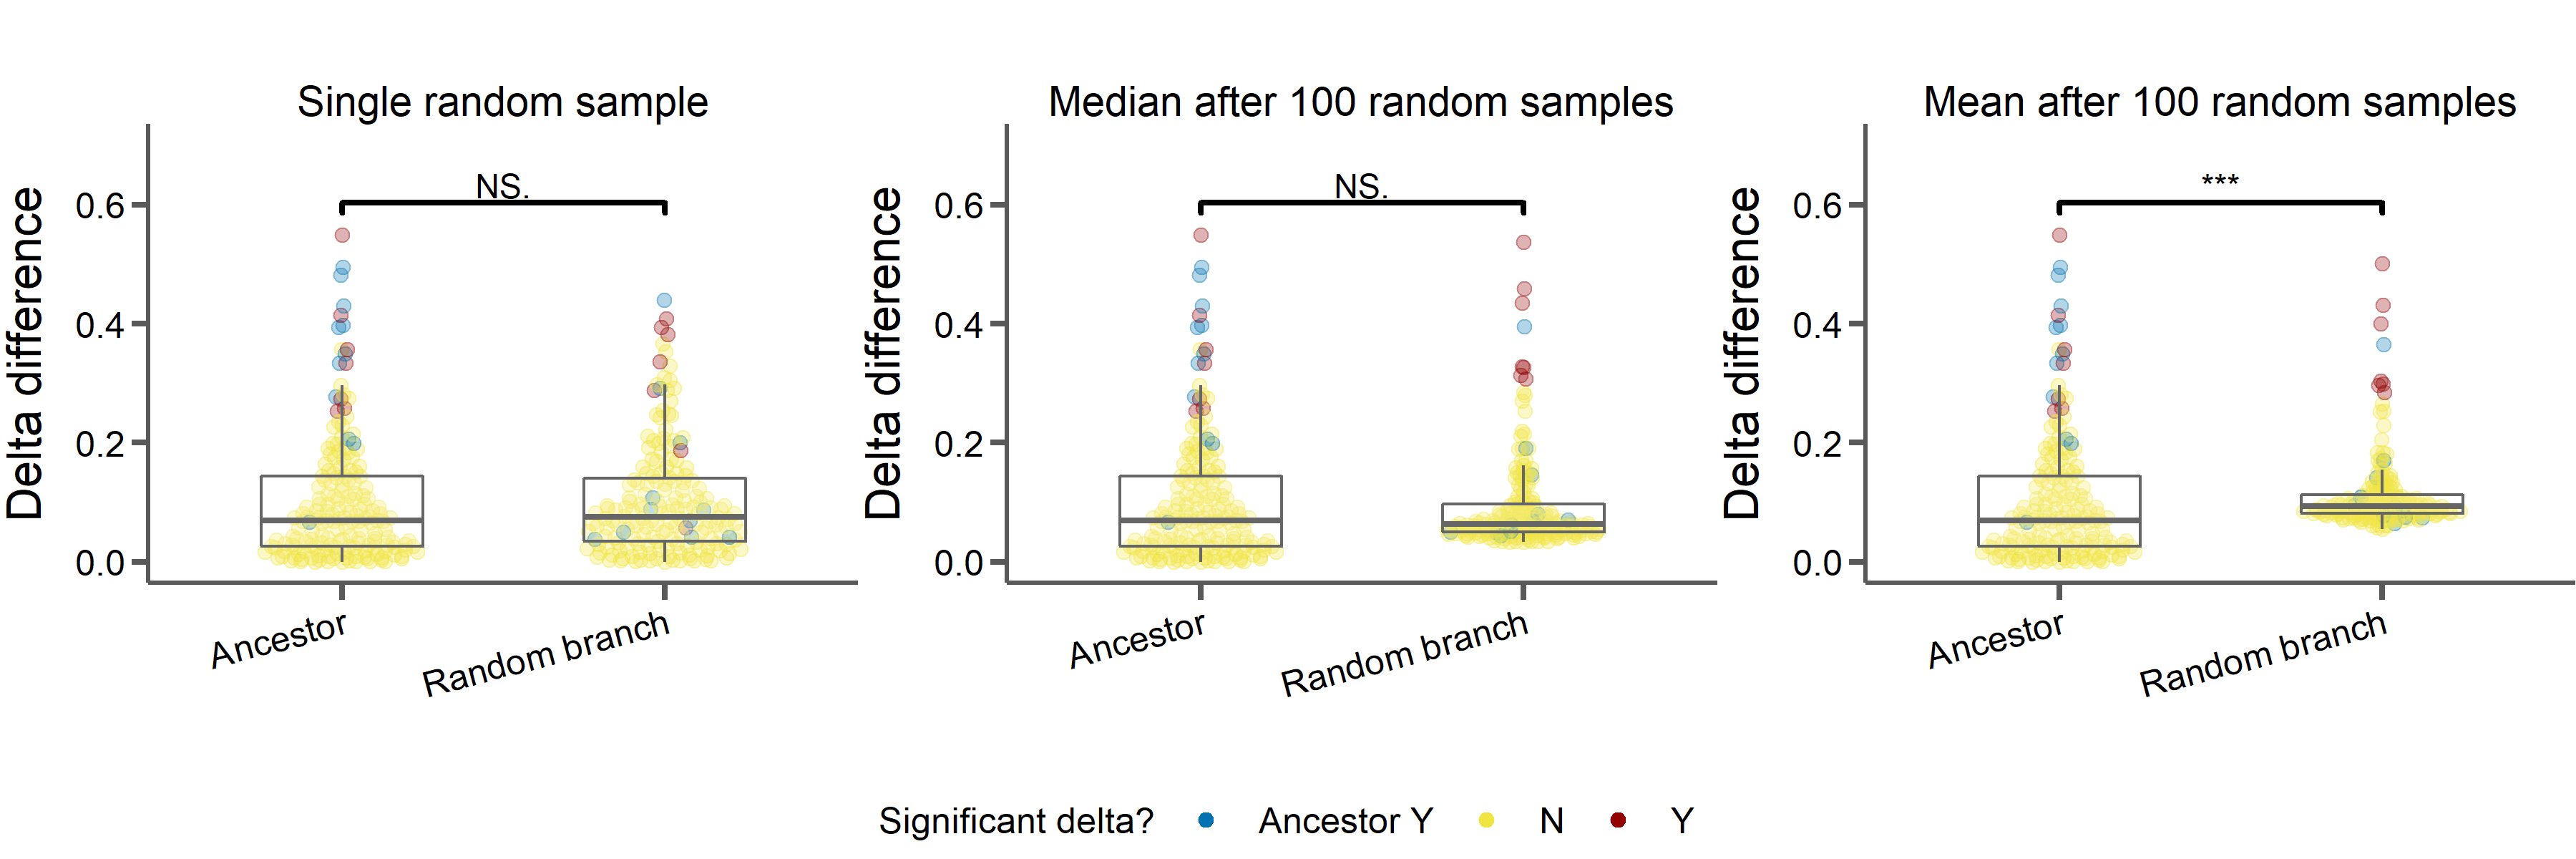 Single random sample
Median after 100 random samples
Mean after 100 random samples
Delta difference
0.6
0.4
0.2
0.0
NS.
Ancestor
Random branch
Delta difference
0.6
0.4
0.2
0.0
NS.
Ancestor
Random branch
Delta difference
0.6
0.4
0.2
0.0
***
Ancestor
Random branch
Significant delta? Ancestor Y N Y